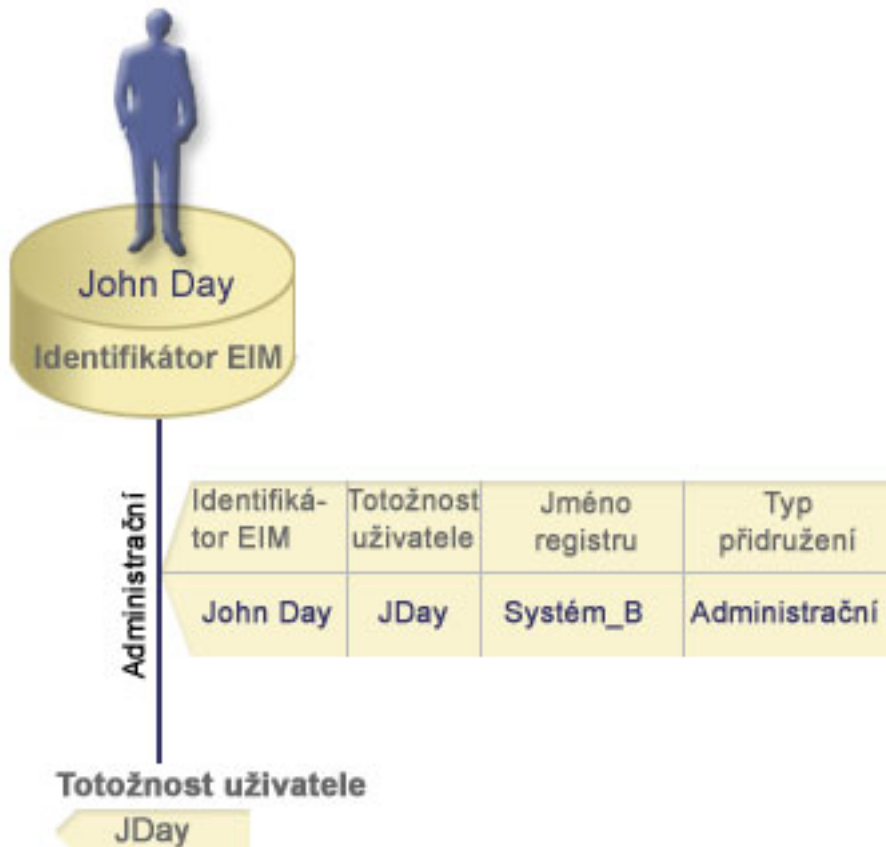 John Day
Identifikátor EIM
Administrační
Identifiká- Totožnost Jméno Typ
tor EIM uživatele registru přidružení
John Day JDay Systém_B Administrační
Totožnost uživatele
JDay